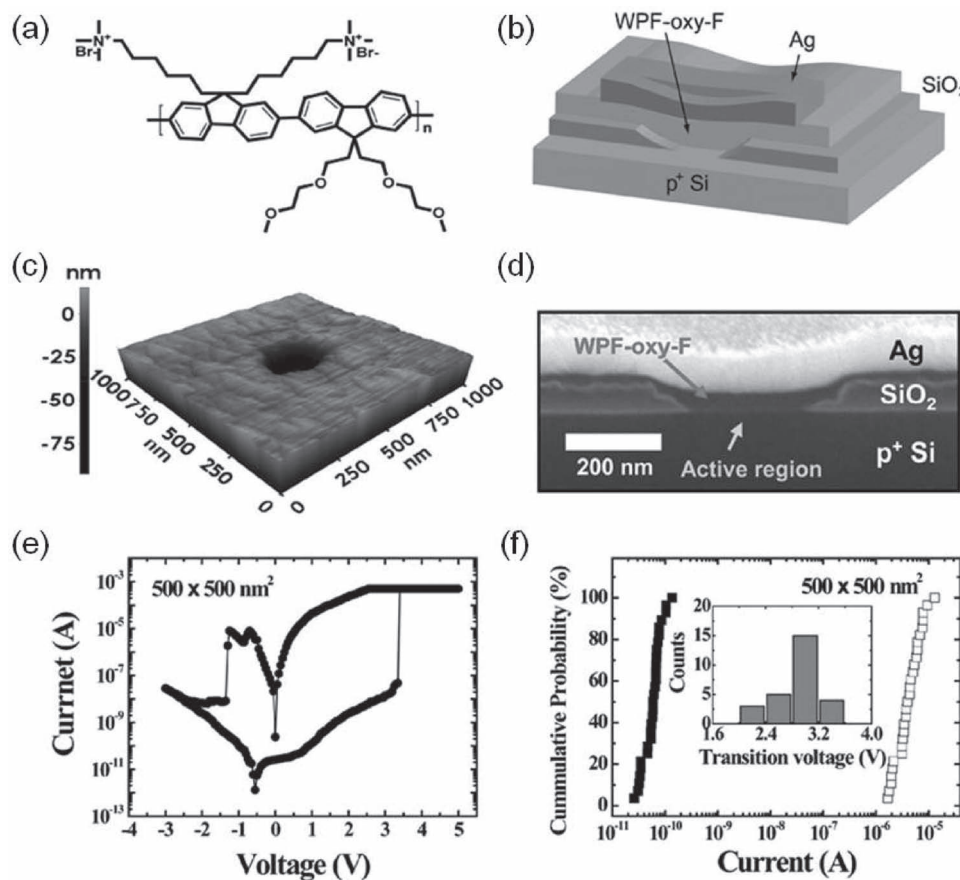 (a)
N⁺
Br-
N⁺
Br-
n
O
O
O
O
(b)
WPF-oxy-F
Ag
SiO₂
p⁺ Si
(c)
nm
0
-25
-50
-75
1000
750
500
250
0
nm
0
250
500
750
1000
nm
(d)
WPF-oxy-F
Ag
SiO₂
200 nm
Active region
p⁺ Si
(e)
500 x 500 nm²
Currnet (A)
10⁻³
10⁻⁵
10⁻⁷
10⁻⁹
10⁻¹¹
10⁻¹³
-4 -3 -2 -1 0 1 2 3 4 5
Voltage (V)
(f)
500 x 500 nm²
Cummulative Probability (%)
100
80
60
40
20
0
Counts
20
15
10
5
0
1.6 2.4 3.2 4.0
Transition voltage (V)
10⁻¹¹ 10⁻¹⁰ 10⁻⁹ 10⁻⁸ 10⁻⁷ 10⁻⁶ 10⁻⁵
Current (A)